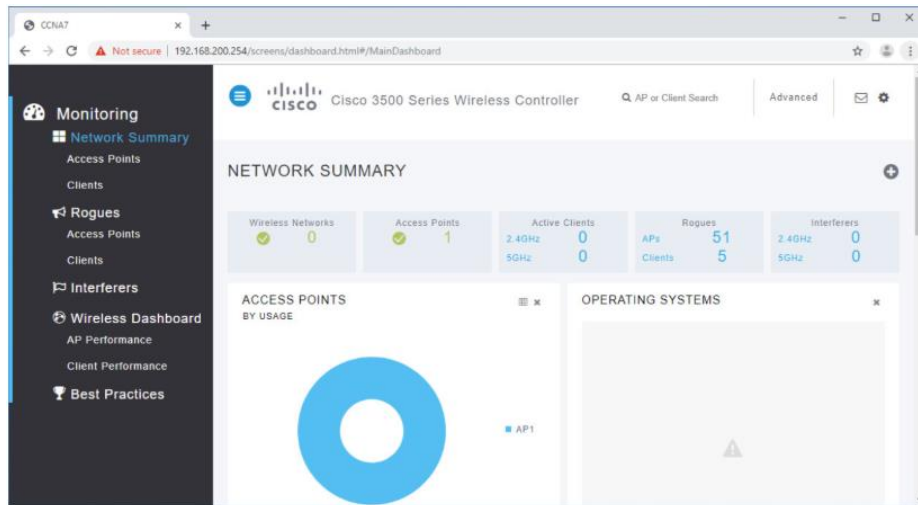 CCNA7
Not secure | 192.168.200.254/screens/dashboard.html#/MainDashboard
Monitoring
Network Summary
Access Points
Clients
Rogues
Access Points
Clients
Interferers
Wireless Dashboard
AP Performance
Client Performance
Best Practices
CISCO
Cisco 3500 Series Wireless Controller
AP or Client Search
Advanced
NETWORK SUMMARY
Wireless Networks
0
Access Points
1
Active Clients
2.4GHz 0
5GHz 0
Rogues
APs 51
Clients 5
Interferers
2.4GHz 0
5GHz 0
ACCESS POINTS
BY USAGE
AP1
OPERATING SYSTEMS